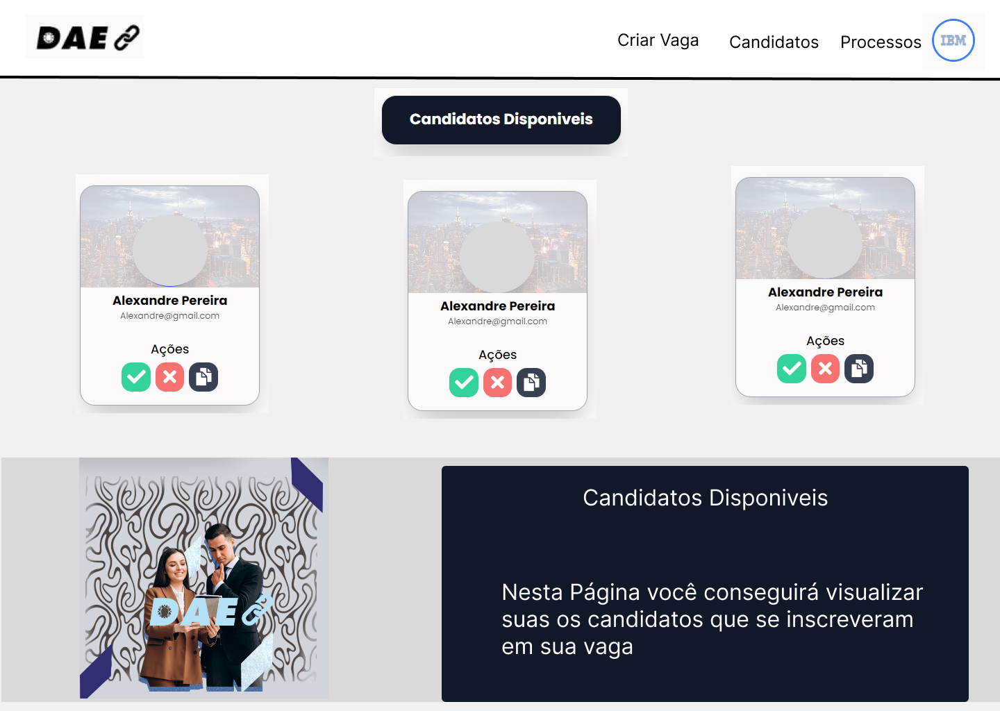 DAE
Criar Vaga
Candidatos
Processos
IBM
Candidatos Disponiveis
Alexandre Pereira
Alexandre@gmail.com
Ações
Alexandre Pereira
Alexandre@gmail.com
Ações
Alexandre Pereira
Alexandre@gmail.com
Ações
DAE
Candidatos Disponiveis
Nesta Página você conseguirá visualizar
suas os candidatos que se inscreveram
em sua vaga